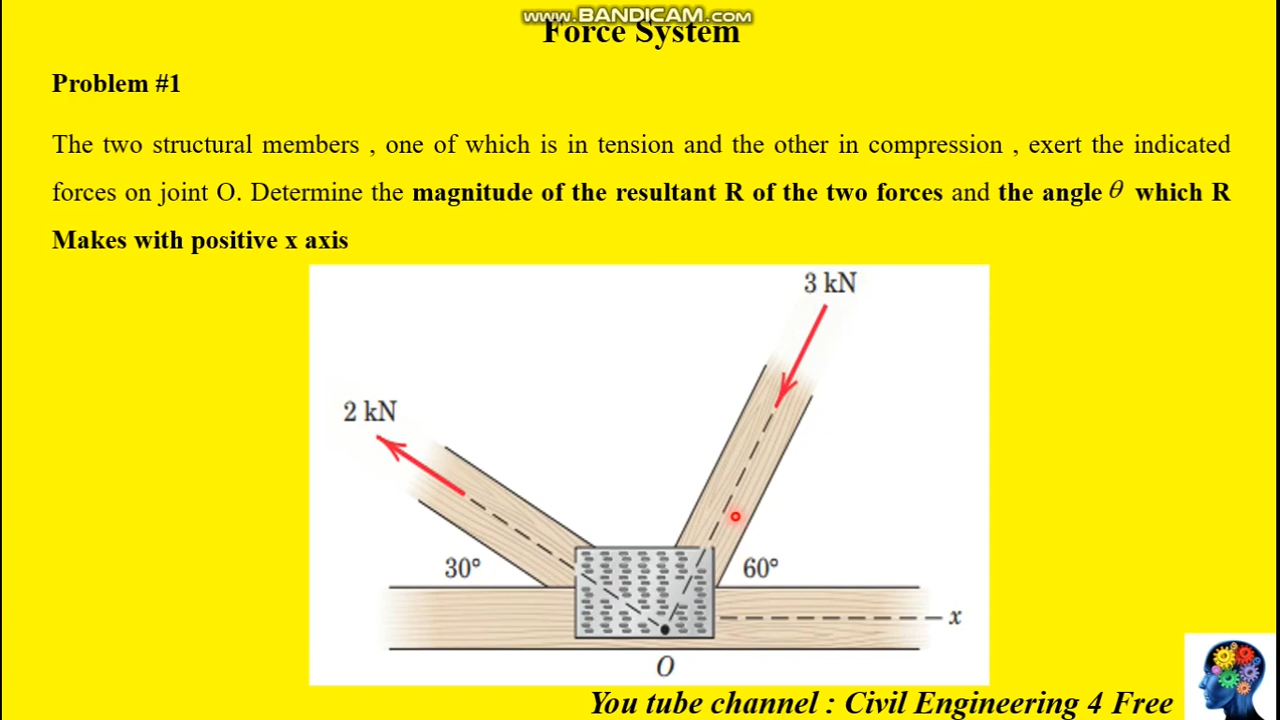 www.BANDICAM.com
Force System
Problem #1
The two structural members , one of which is in tension and the other in compression , exert the indicated
forces on joint O. Determine the magnitude of the resultant R of the two forces and the angle θ which R
Makes with positive x axis
3 kN
2 kN
30°
60°
x
O
You tube channel : Civil Engineering 4 Free